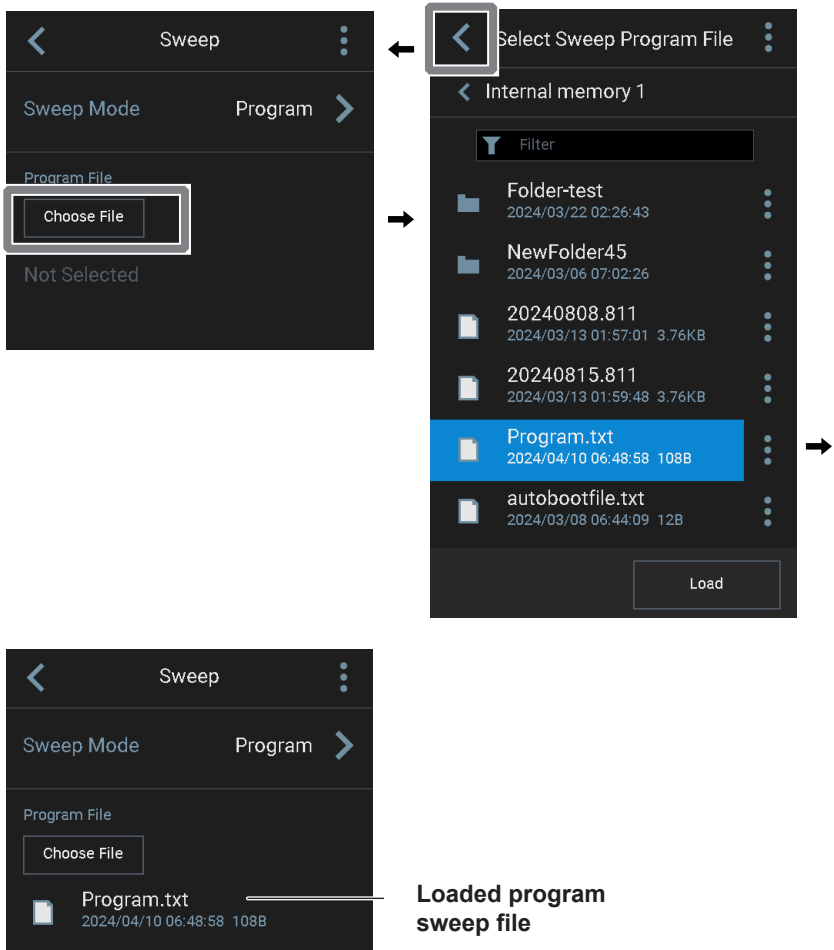 Sweep
Sweep Mode Program
Program File
Choose File
Not Selected
Select Sweep Program File
Internal memory 1
Filter
Folder-test
2024/03/22 02:26:43
NewFolder45
2024/03/06 07:02:26
20240808.811
2024/03/13 01:57:01 3.76KB
20240815.811
2024/03/13 01:59:48 3.76KB
Program.txt
2024/04/10 06:48:58 108B
autobootfile.txt
2024/03/08 06:44:09 12B
Load
Sweep
Sweep Mode Program
Program File
Choose File
Program.txt
2024/04/10 06:48:58 108B
Loaded program
sweep file